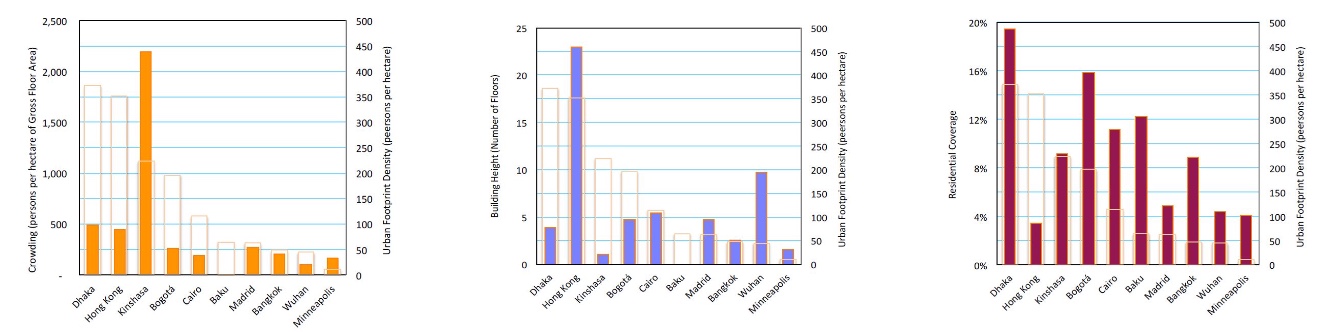 Crowding (persons per hectare of Gross Floor Area)
2,500
2,000
1,500
1,000
500
-
500
450
400
350
300
250
200
150
100
50
0
Urban Footprint Density (peersons per hectare)
Dhaka
Hong Kong
Kinshasa
Bogotá
Cairo
Baku
Madrid
Bangkok
Wuhan
Minneapolis
Building Height (Number of Floors)
25
20
15
10
5
0
500
450
400
350
300
250
200
150
100
50
0
Urban Footprint Density (peersons per hectare)
Dhaka
Hong Kong
Kinshasa
Bogotá
Cairo
Baku
Madrid
Bangkok
Wuhan
Minneapolis
Residential Coverage
20%
16%
12%
8%
4%
0%
500
450
400
350
300
250
200
150
100
50
0
Urban Footprint Density (peersons per hectare)
Dhaka
Hong Kong
Kinshasa
Bogotá
Cairo
Baku
Madrid
Bangkok
Wuhan
Minneapolis